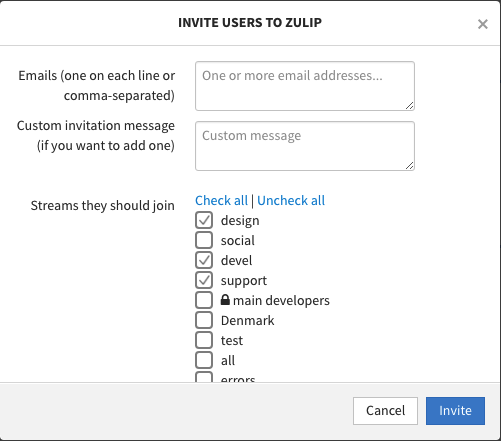 INVITE USERS TO ZULIP
×
Emails (one on each line or
comma-separated)
One or more email addresses...
Custom invitation message
(if you want to add one)
Custom message
Streams they should join
Check all | Uncheck all
design
social
devel
support
main developers
Denmark
test
all
errors
Cancel
Invite